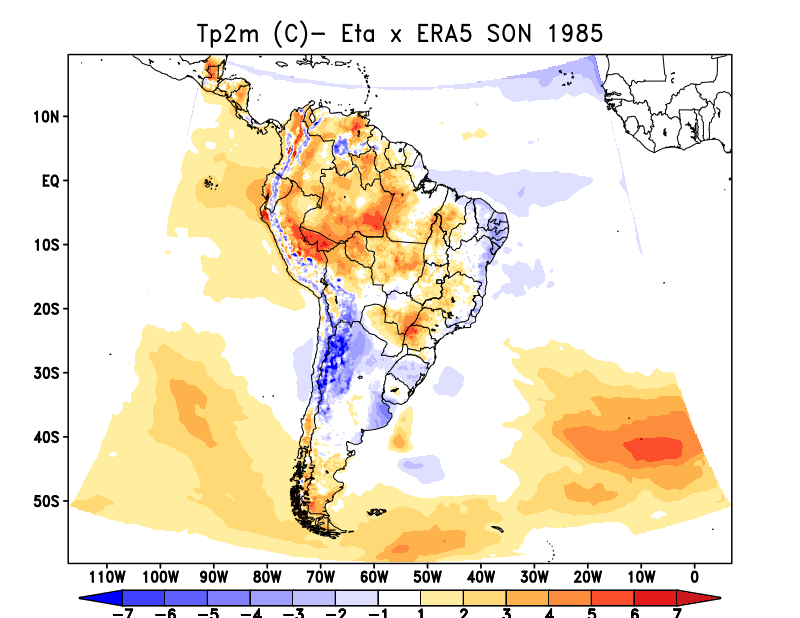 Tp2m (C)- Eta x ERA5 SON 1985
10N
EQ
10S
20S
30S
40S
50S
110W 100W 90W 80W 70W 60W 50W 40W 30W 20W 10W 0
-7 -6 -5 -4 -3 -2 -1 1 2 3 4 5 6 7